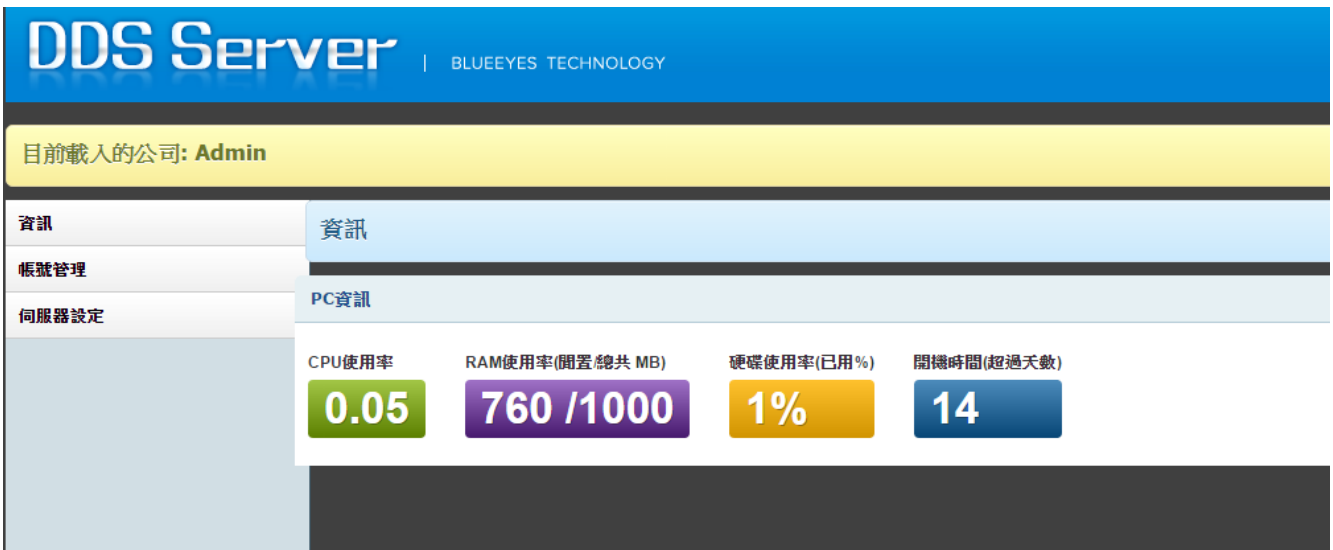 DDS Server | BLUEEYES TECHNOLOGY
目前載入的公司: Admin
資訊
帳號管理
伺服器設定
資訊
PC資訊
CPU使用率 RAM使用率(閒置/總共 MB) 硬碟使用率(已用%) 開機時間(超過天數)
0.05 760 /1000 1% 14